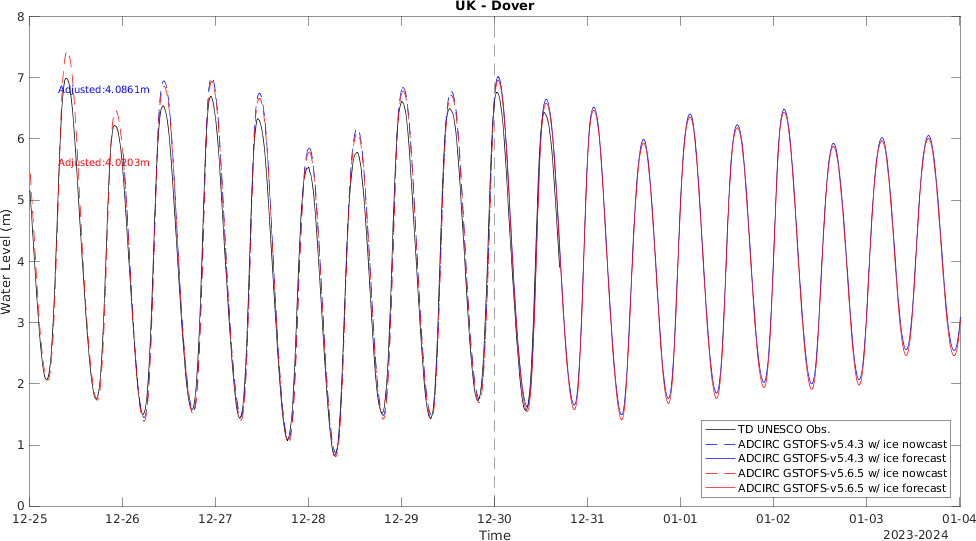 UK - Dover
8
7
6
5
4
3
2
1
0
Water Level (m)
Adjusted:4.0861m
Adjusted:4.0203m
TD UNESCO Obs.
ADCIRC GSTOFS-v5.4.3 w/ ice nowcast
ADCIRC GSTOFS-v5.4.3 w/ ice forecast
ADCIRC GSTOFS-v5.6.5 w/ ice nowcast
ADCIRC GSTOFS-v5.6.5 w/ ice forecast
12-25 12-26 12-27 12-28 12-29 12-30 12-31 01-01 01-02 01-03 01-04
Time
2023-2024